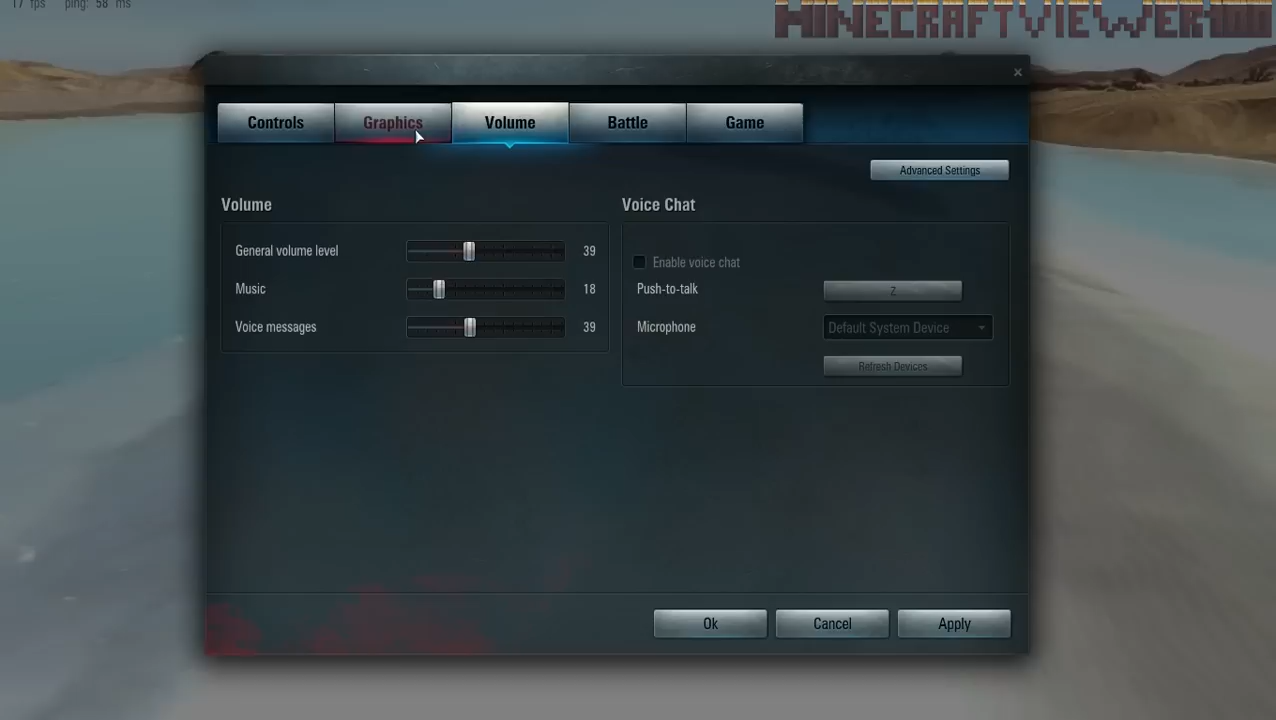 17 fps ping: 58 ms
MINECRAFTVIEWER100
Controls Graphics Volume Battle Game
Advanced Settings
Volume
General volume level 39
Music 18
Voice messages 39
Voice Chat
Enable voice chat
Push-to-talk Z
Microphone Default System Device
Refresh Devices
Ok Cancel Apply